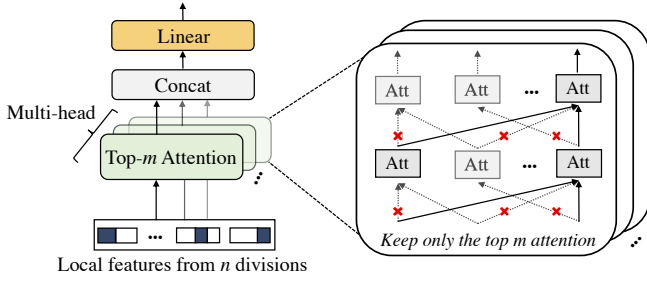 Linear
Concat
Multi-head
Top-m Attention
...
Local features from n divisions
Att Att ... Att
Att Att ... Att
Keep only the top m attention